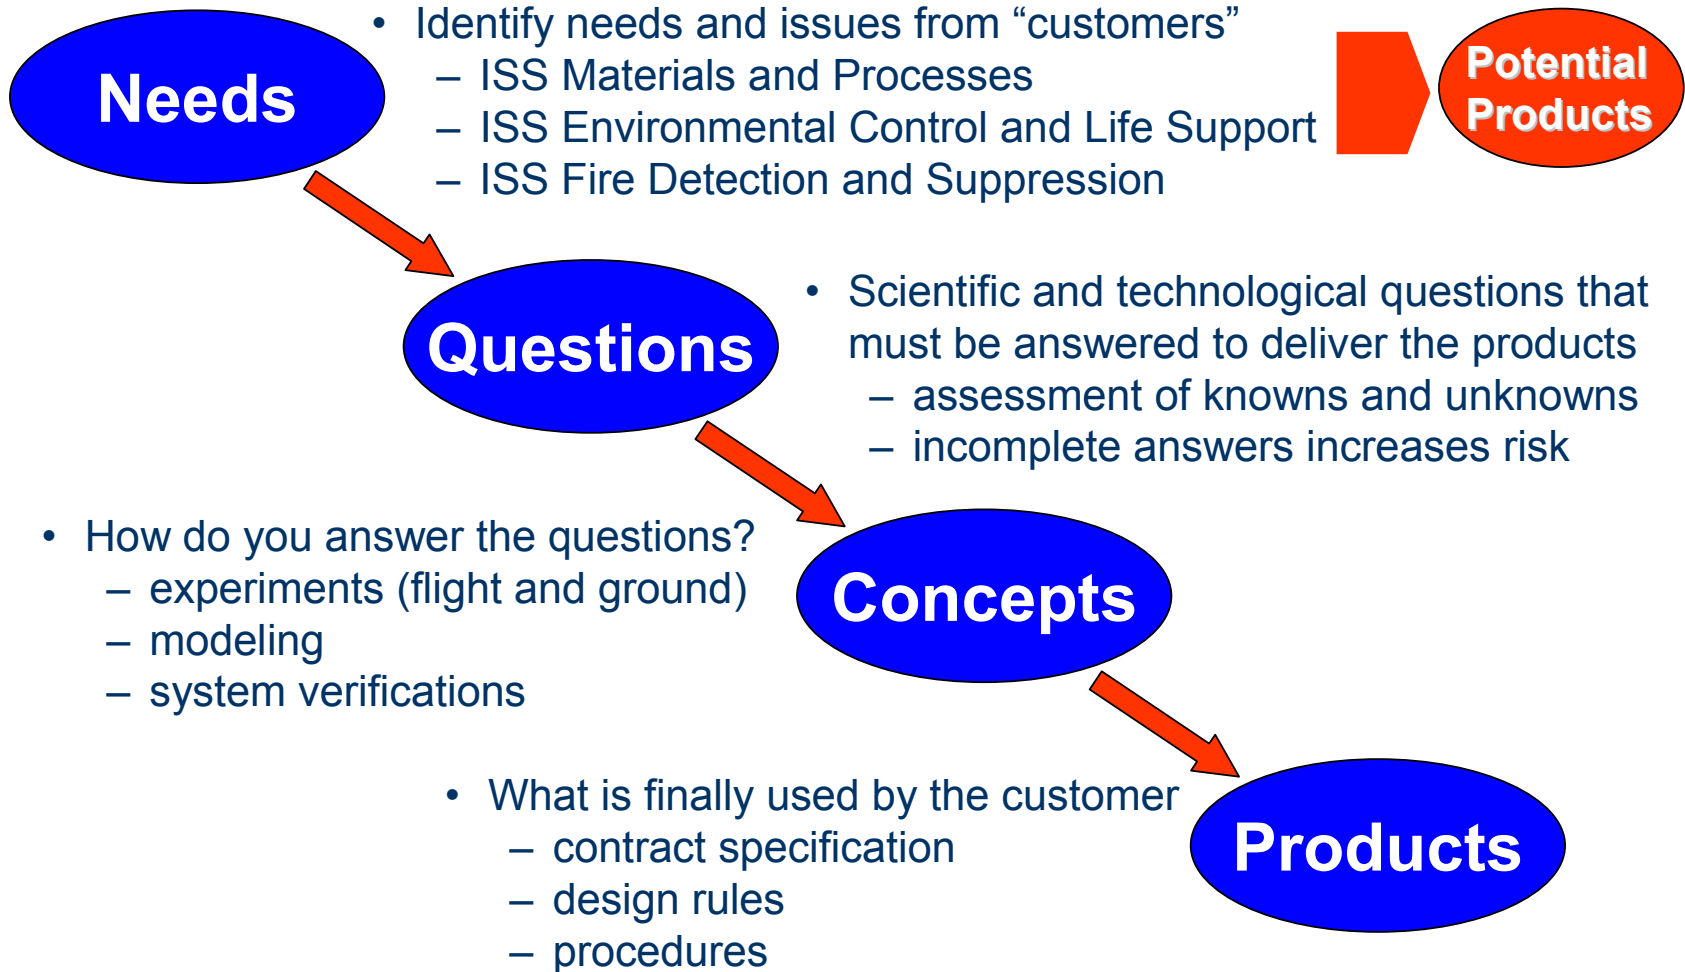 Needs
• Identify needs and issues from “customers”
– ISS Materials and Processes
– ISS Environmental Control and Life Support
– ISS Fire Detection and Suppression
Potential
Products
Questions
• Scientific and technological questions that
must be answered to deliver the products
– assessment of knowns and unknowns
– incomplete answers increases risk
• How do you answer the questions?
– experiments (flight and ground)
– modeling
– system verifications
Concepts
• What is finally used by the customer
– contract specification
– design rules
– procedures
Products